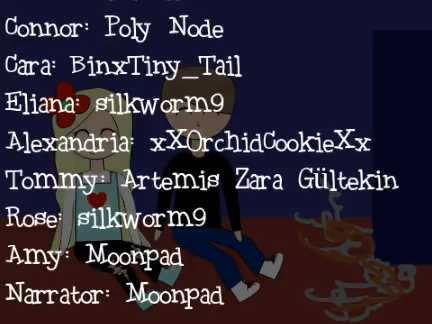 Connor: Poly Node
Cara: BinxTiny_Tail
Eliana: silkworm9
Alexandria: xXOrchidCookieXx
Tommy: Artemis Zara Gültekin
Rose: silkworm9
Amy: Moonpad
Narrator: Moonpad